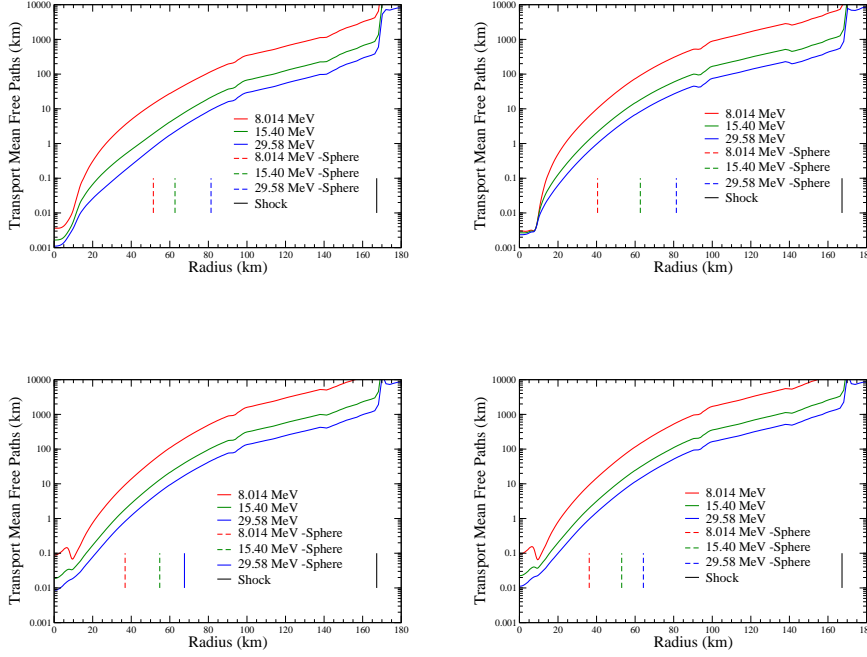 10000
1000
100
10
1
0.1
0.01
0.001
Transport Mean Free Paths (km)
8.014 MeV
15.40 MeV
29.58 MeV
8.014 MeV -Sphere
15.40 MeV -Sphere
29.58 MeV -Sphere
Shock
0 20 40 60 80 100 120 140 160 180
Radius (km)
10000
1000
100
10
1
0.1
0.01
0.001
Transport Mean Free Paths (km)
8.014 MeV
15.40 MeV
29.58 MeV
8.014 MeV -Sphere
15.40 MeV -Sphere
29.58 MeV -Sphere
Shock
0 20 40 60 80 100 120 140 160 180
Radius (km)
10000
1000
100
10
1
0.1
0.01
0.001
Transport Mean Free Paths (km)
8.014 MeV
15.40 MeV
29.58 MeV
8.014 MeV -Sphere
15.40 MeV -Sphere
29.58 MeV -Sphere
Shock
0 20 40 60 80 100 120 140 160 180
Radius (km)
10000
1000
100
10
1
0.1
0.01
0.001
Transport Mean Free Paths (km)
8.014 MeV
15.40 MeV
29.58 MeV
8.014 MeV -Sphere
15.40 MeV -Sphere
29.58 MeV -Sphere
Shock
0 20 40 60 80 100 120 140 160 180
Radius (km)